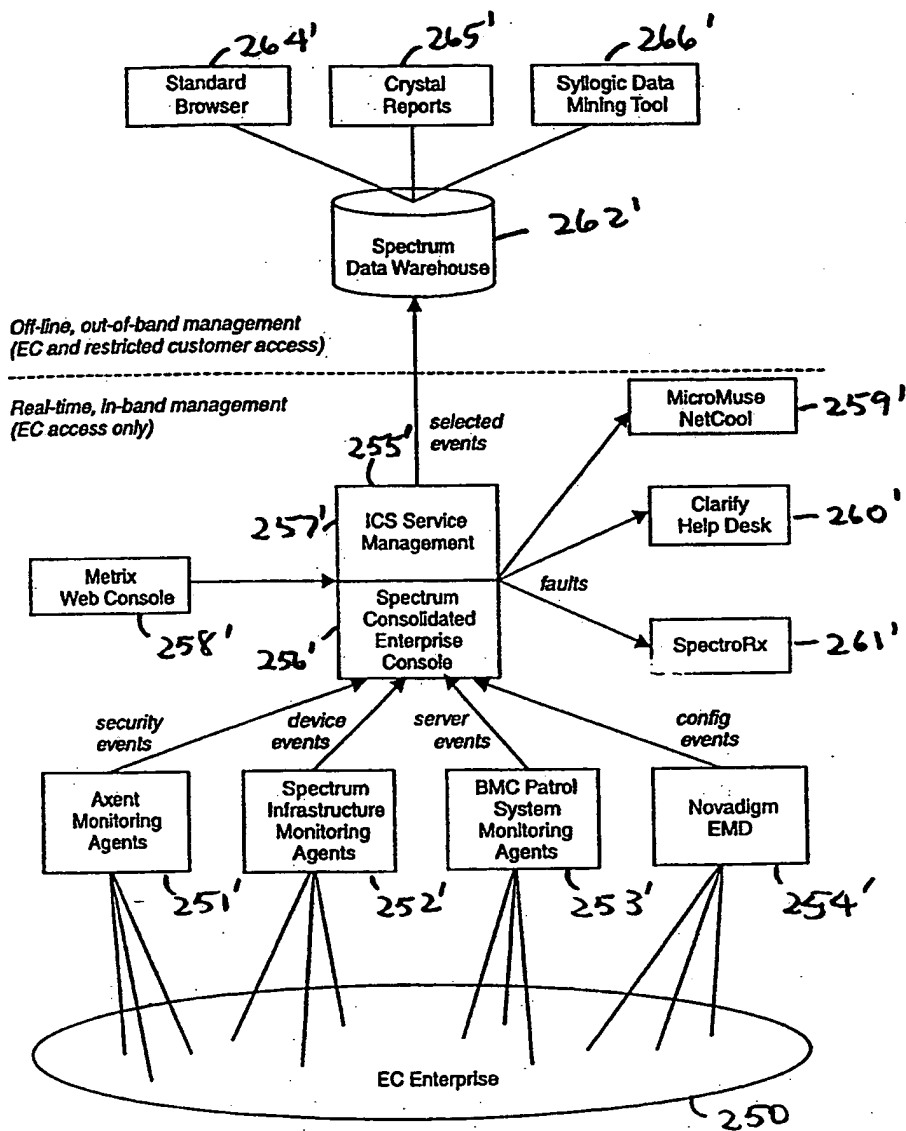 264'
265'
266'
Standard
Browser
Crystal
Reports
Syllogic Data
Mining Tool
262'
Spectrum
Data Warehouse
Off-line, out-of-band management
(EC and restricted customer access)
Real-time, in-band management
(EC access only)
selected
events
MicroMuse
NetCool
259'
255'
257'
ICS Service
Management
Clarify
Help Desk
260'
Metrix
Web Console
258'
faults
Spectrum
Consolidated
Enterprise
Console
256'
SpectroRx
261'
security
events
device
events
server
events
config
events
Axent
Monitoring
Agents
Spectrum
Infrastructure
Monitoring
Agents
BMC Patrol
System
Monitoring
Agents
Novadigm
EMD
251'
252'
253'
254'
EC Enterprise
250